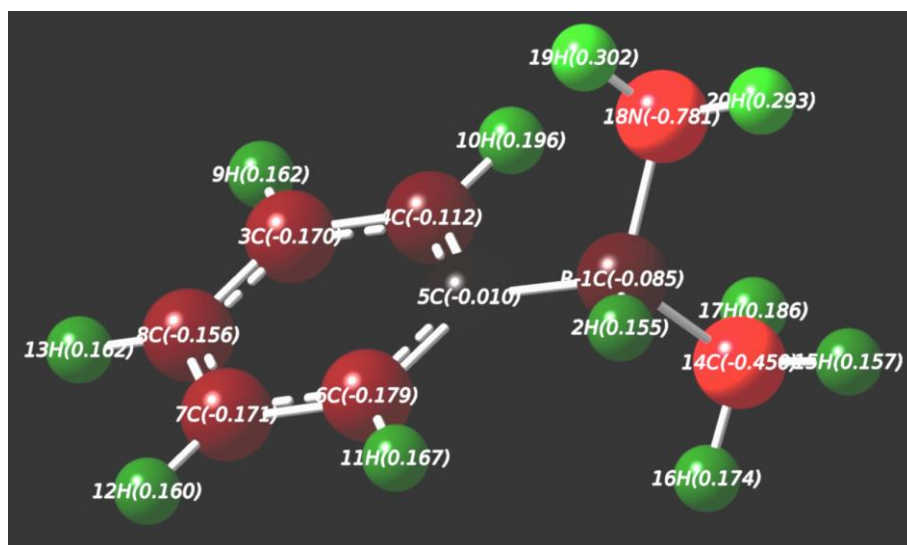 19H(0.302)
20H(0.293)
18N(-0.781)
10H(0.196)
9H(0.162)
4C(-0.112)
3C(-0.170)
R-1C(-0.085)
5C(-0.010)
17H(0.186)
2H(0.155)
8C(-0.156)
13H(0.162)
14C(-0.450)
15H(0.157)
6C(-0.179)
7C(-0.171)
11H(0.167)
16H(0.174)
12H(0.160)